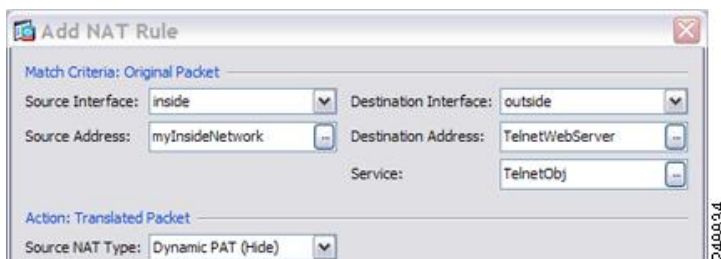 Add NAT Rule
Match Criteria: Original Packet
Source Interface: inside Destination Interface: outside
Source Address: myInsideNetwork ... Destination Address: TelnetWebServer ...
Service: TelnetObj ...
Action: Translated Packet
Source NAT Type: Dynamic PAT (Hide)
248834